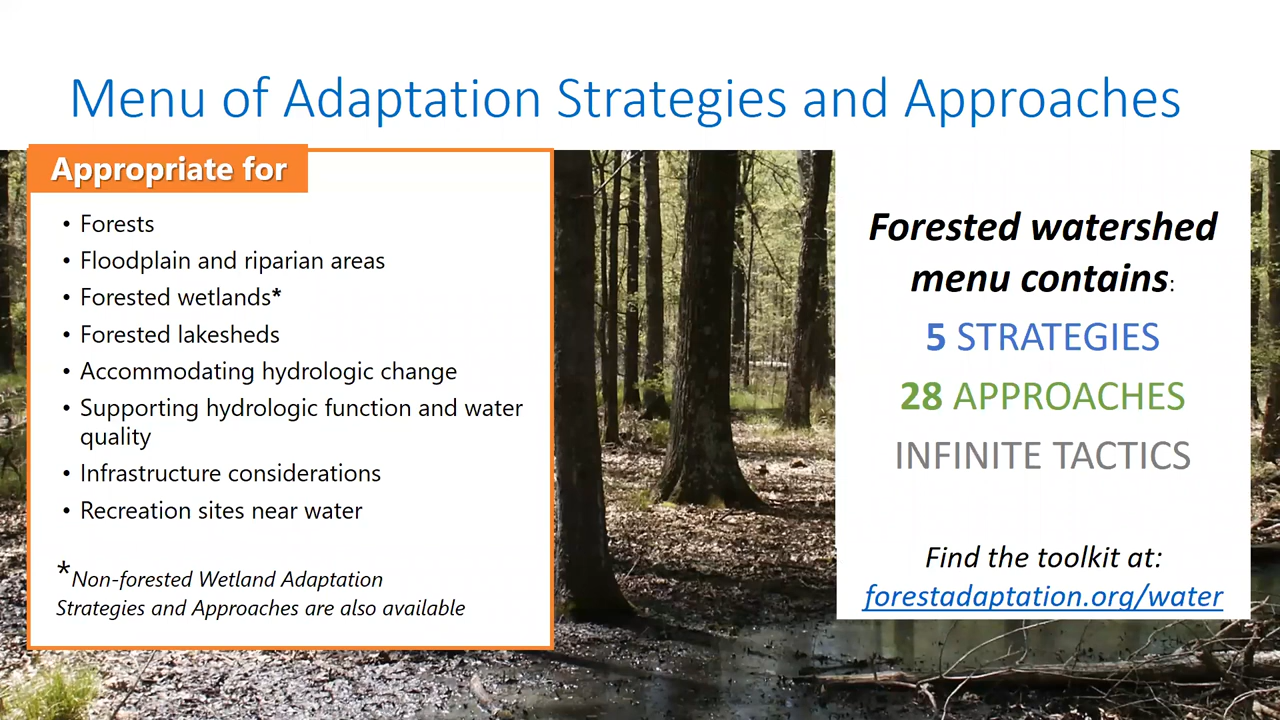 Menu of Adaptation Strategies and Approaches
Appropriate for
• Forests
• Floodplain and riparian areas
• Forested wetlands*
• Forested lakesheds
• Accommodating hydrologic change
• Supporting hydrologic function and water
quality
• Infrastructure considerations
• Recreation sites near water
*Non-forested Wetland Adaptation
Strategies and Approaches are also available
Forested watershed
menu contains:
5 STRATEGIES
28 APPROACHES
INFINITE TACTICS
Find the toolkit at:
forestadaptation.org/water